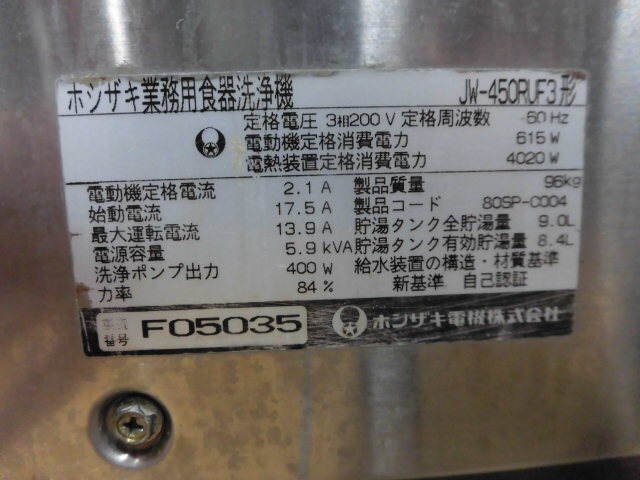 ホシザキ業務用食器洗浄機 JW-450RUF3形
定格電圧 3相200V 定格周波数 60Hz
電動機定格消費電力 615W
電熱装置定格消費電力 4020W
電動機定格電流 2.1A 製品質量 96kg
始動電流 17.5A 製品コード 80SP-C004
最大運転電流 13.9A 貯湯タンク全貯湯量 9.0L
電源容量 5.9kVA 貯湯タンク有効貯湯量 8.4L
洗浄ポンプ出力 400W 給水装置の構造・材質基準
力率 84% 新基準 自己認証
製造番号 F05035 ホシザキ電機株式会社